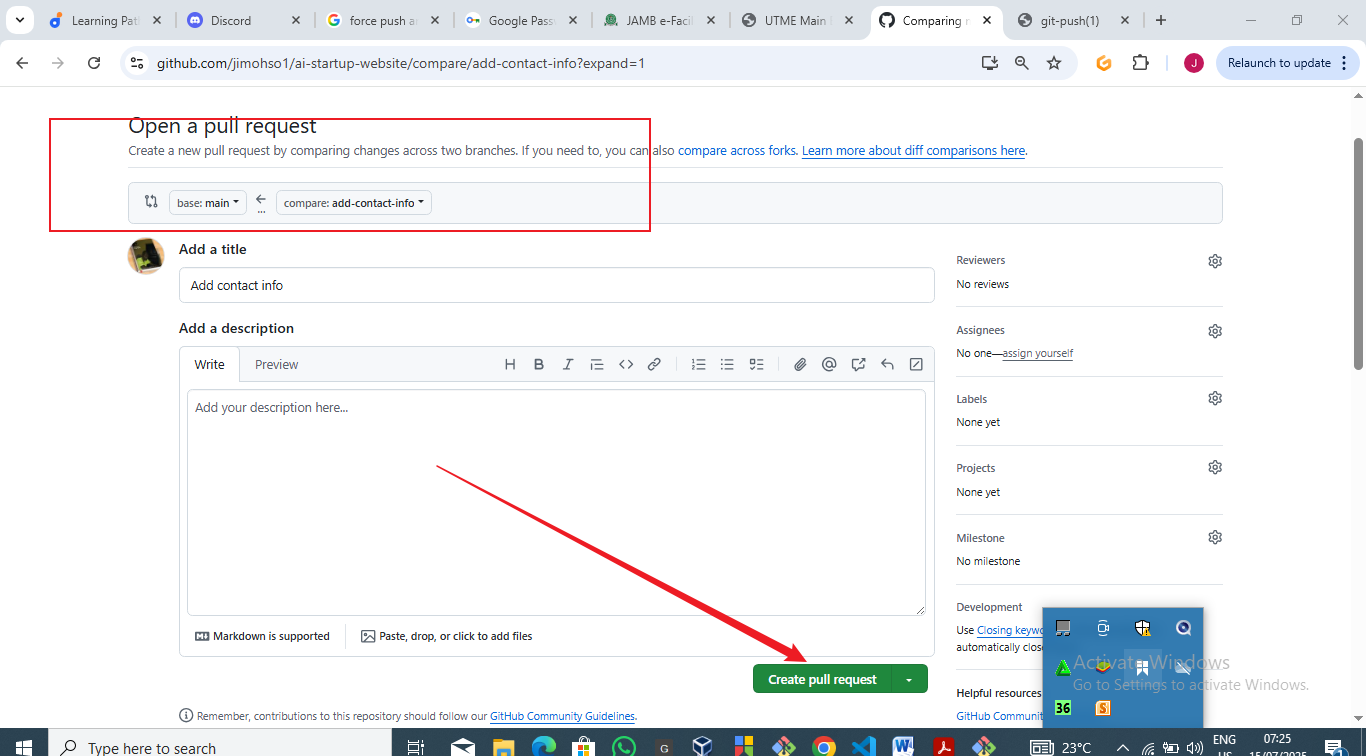 Learning Pat
Discord
force push a
Google Pass
JAMB e-Facil
UTME Main
Comparing
git-push(1)
github.com/jimohso1/ai-startup-website/compare/add-contact-info?expand=1
J
Relaunch to update
Open a pull request
Create a new pull request by comparing changes across two branches. If you need to, you can also compare across forks. Learn more about diff comparisons here.
base: main
...
compare: add-contact-info
Add a title
Add contact info
Add a description
Write
Preview
Add your description here...
Markdown is supported
Paste, drop, or click to add files
Create pull request
Remember, contributions to this repository should follow our GitHub Community Guidelines.
Reviewers
No reviews
Assignees
No one—assign yourself
Labels
None yet
Projects
None yet
Milestone
No milestone
Development
Use Closing keywo
automatically close
Helpful resources
GitHub Communit
36
Activate Windows
Go to Settings to activate Windows.
Type here to search
23°C
ENG
07:25
US
15/07/2025